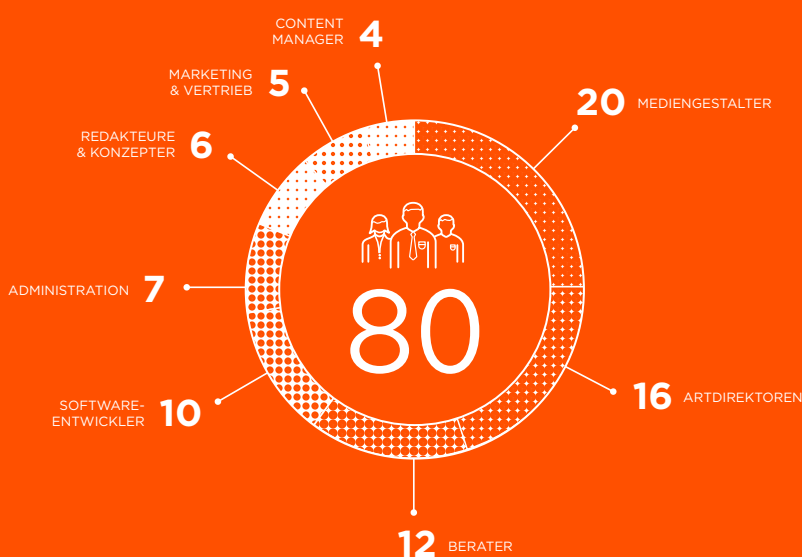 CONTENT
MANAGER 4
MARKETING
& VERTRIEB 5
20 MEDIENGESTALTER
REDAKTEURE
& KONZEPTER 6
ADMINISTRATION 7
80
16 ARTDIREKTOREN
SOFTWARE-
ENTWICKLER 10
12 BERATER